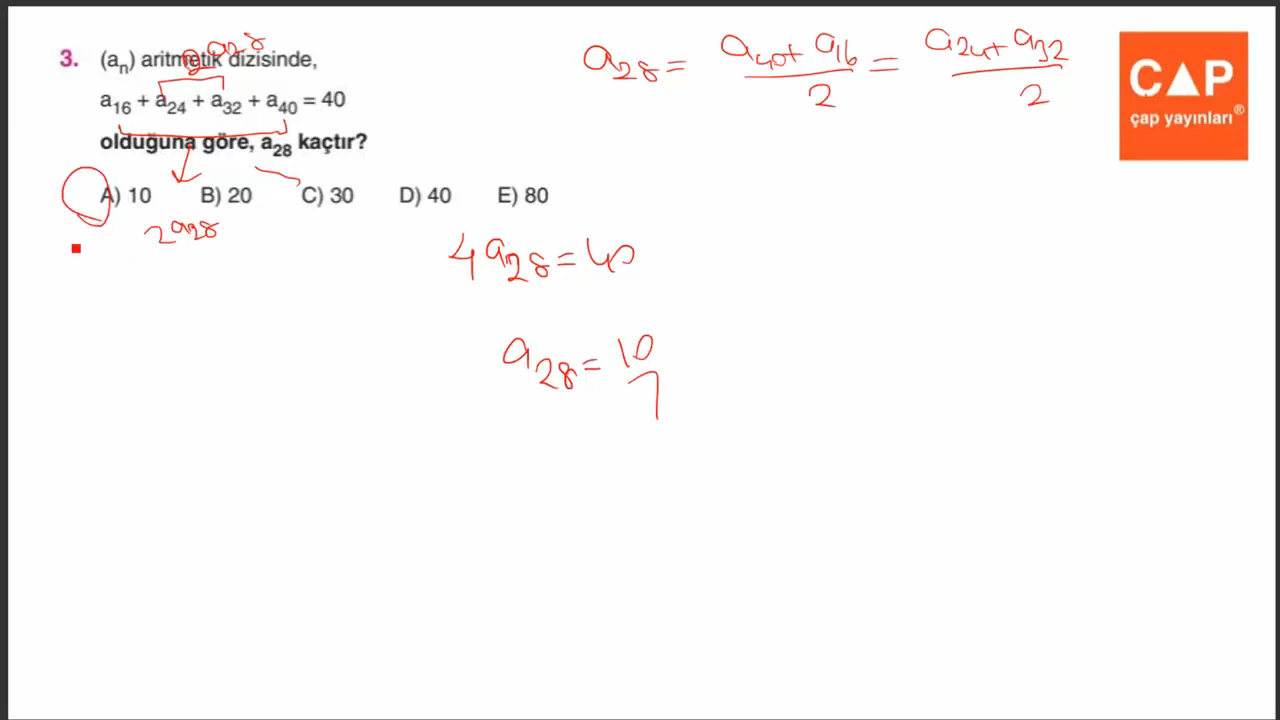 3. (aₙ) aritmetik dizisinde,
2a₂₈
a₁₆ + a₂₄ + a₃₂ + a₄₀ = 40
olduğuna göre, a₂₈ kaçtır?
A) 10 B) 20 C) 30 D) 40 E) 80
2a₂₈
a₂₈ = (a₄₀ + a₁₆)/2 = (a₂₄ + a₃₂)/2
4a₂₈ = 40
a₂₈ = 10
ÇAP
çap yayınları®